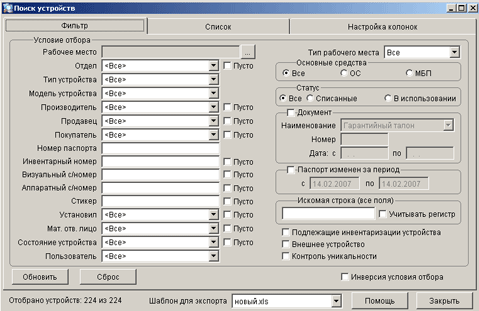 Поиск устройств
Фильтр Список Настройка колонок
Условие отбора
Рабочее место ...
Отдел <Все> Пусто
Тип устройства <Все>
Модель устройства <Все>
Производитель <Все> Пусто
Продавец <Все> Пусто
Покупатель <Все> Пусто
Номер паспорта
Инвентарный номер Пусто
Визуальный с/номер Пусто
Аппаратный с/номер Пусто
Стикер Пусто
Установил <Все> Пусто
Мат. отв. лицо <Все> Пусто
Состояние устройства <Все> Пусто
Пользователь <Все>
Тип рабочего места Все
Основные средства
Все ОС МБП
Статус
Все Списанные В использовании
Документ
Наименование Гарантийный талон
Номер
Дата: с по
Паспорт изменен за период
с 14.02.2007 по 14.02.2007
Искомая строка (все поля)
Учитывать регистр
Подлежащие инвентаризации устройства
Внешнее устройство
Контроль уникальности
Обновить Сброс Инверсия условия отбора
Отобрано устройств: 224 из 224 Шаблон для экспорта новый.xls Помощь Закрыть